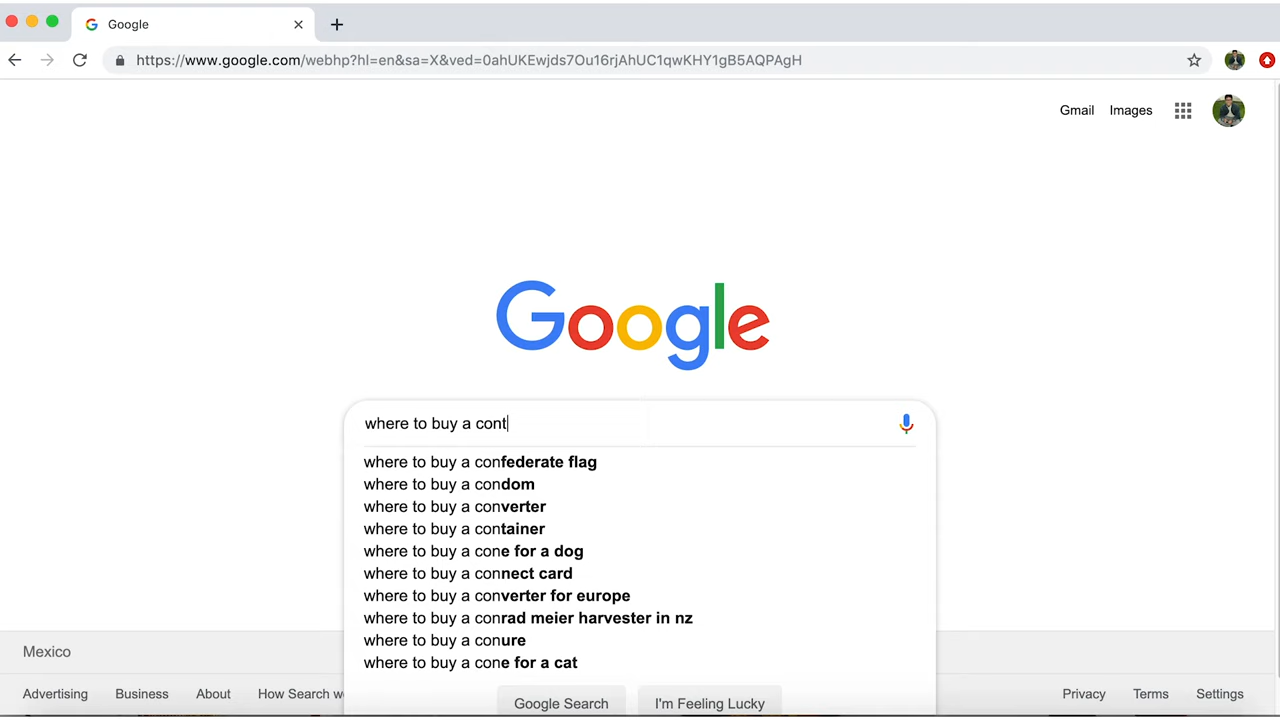 Google
https://www.google.com/webhp?hl=en&sa=X&ved=0ahUKEwjds7Ou16rjAhUC1qwKHY1gB5AQPAgH
Gmail Images
Google
where to buy a cont
where to buy a confederate flag
where to buy a condom
where to buy a converter
where to buy a container
where to buy a cone for a dog
where to buy a connect card
where to buy a converter for europe
where to buy a conrad meier harvester in nz
where to buy a conure
where to buy a cone for a cat
Mexico
Advertising Business About How Search Privacy Terms Settings
Google Search I'm Feeling Lucky